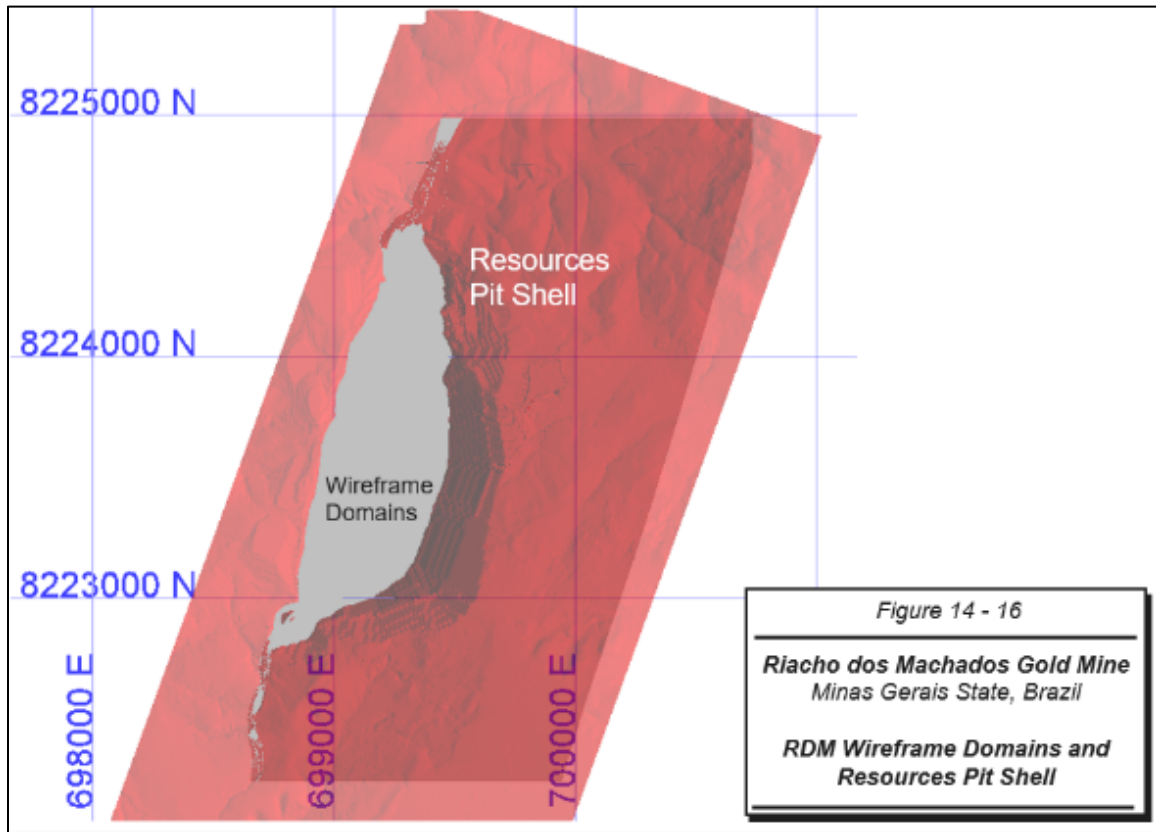 8225000 N
Resources
Pit Shell
8224000 N
Wireframe
Domains
8223000 N
698000 E
699000 E
700000 E
Figure 14 - 16
Riacho dos Machados Gold Mine
Minas Gerais State, Brazil
RDM Wireframe Domains and
Resources Pit Shell